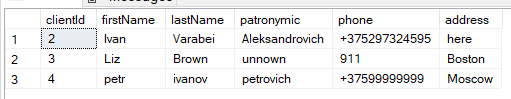 clientId firstName lastName patronymic phone address
1 2 Ivan Varabei Aleksandrovich +375297324595 here
2 3 Liz Brown unnown 911 Boston
3 4 petr ivanov petrovich +37599999999 Moscow